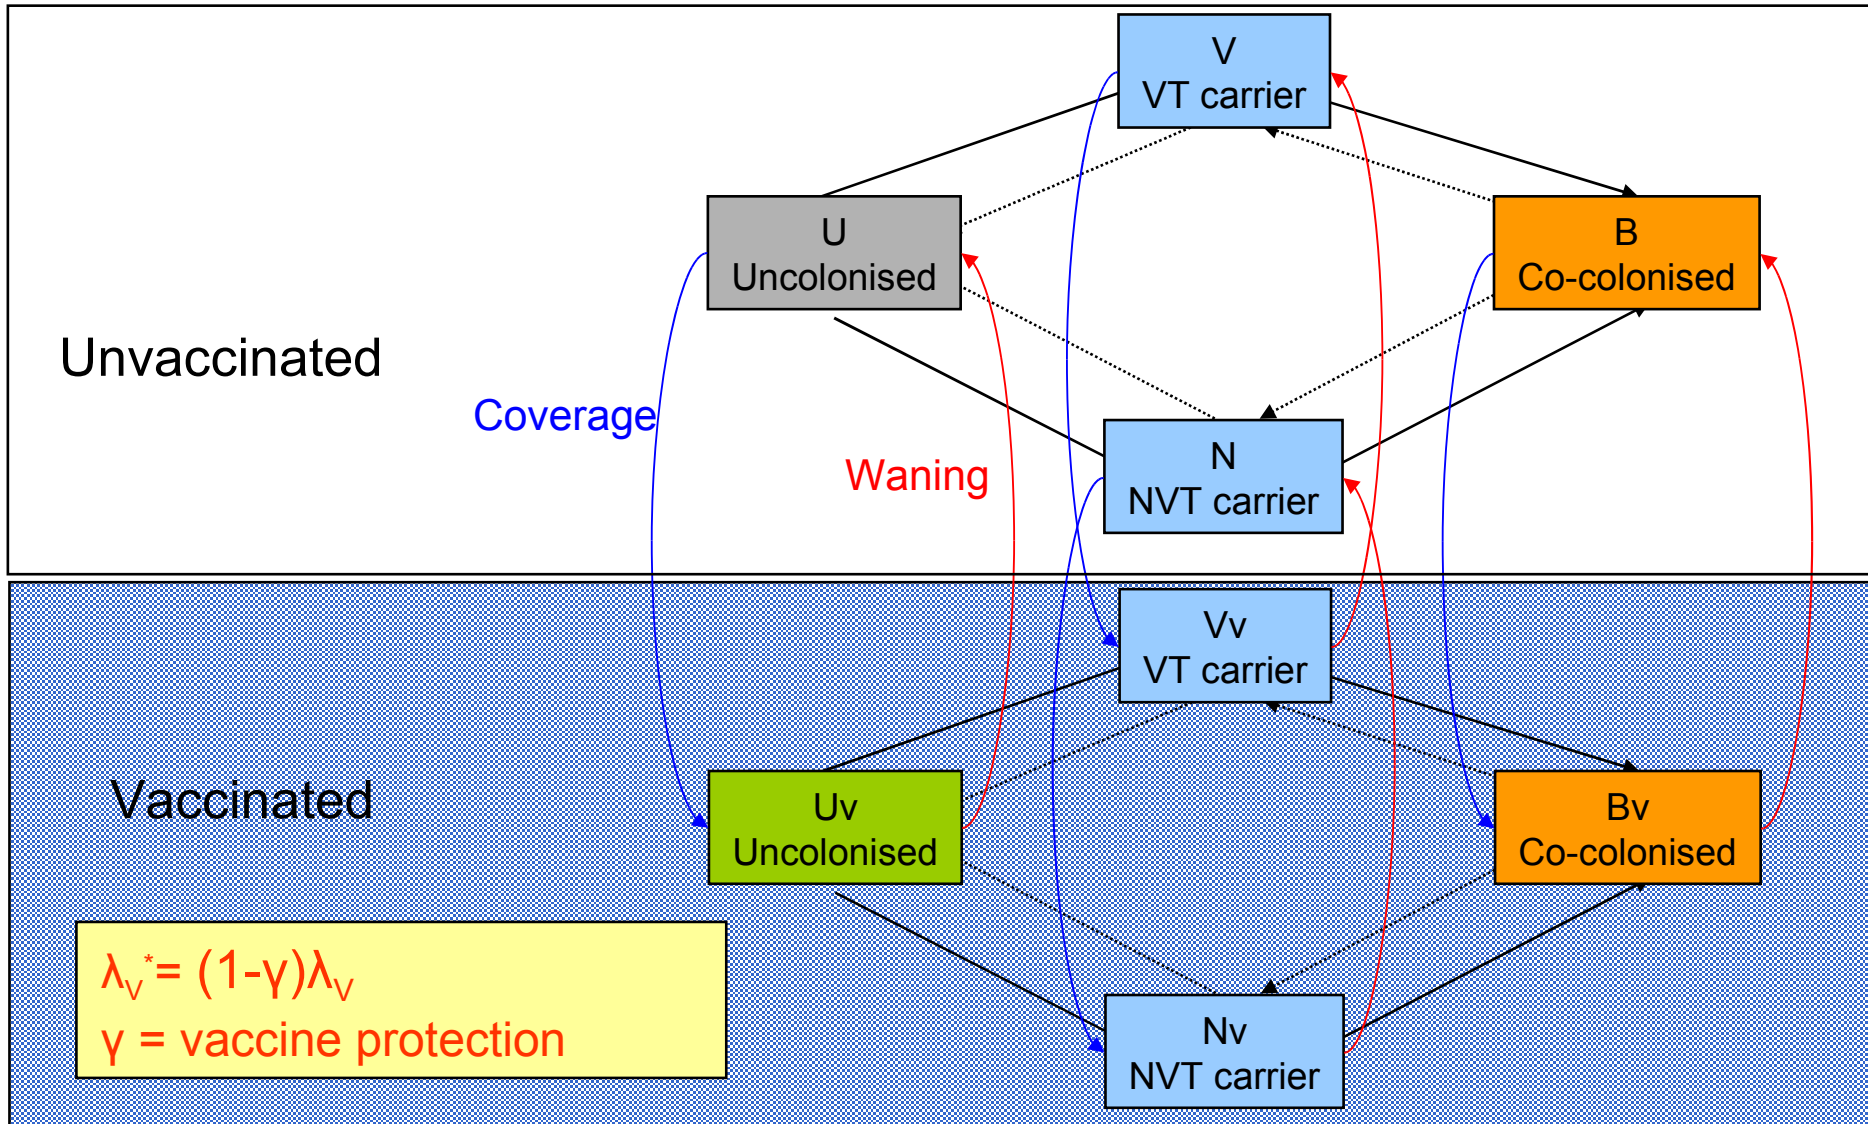 V
VT carrier
U
Uncolonised
B
Co-colonised
Unvaccinated
Coverage
Waning
N
NVT carrier
Vv
VT carrier
Vaccinated
Uv
Uncolonised
Bv
Co-colonised
λV*= (1-γ)λV
γ = vaccine protection
Nv
NVT carrier